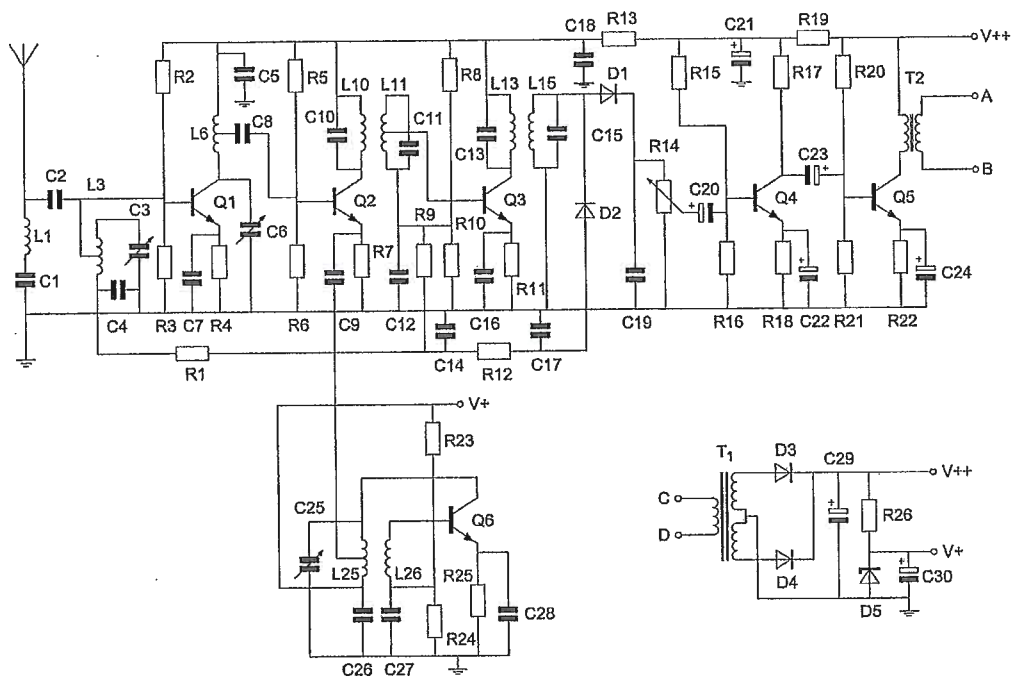 C18 R13 C21 R19
V++
R2 C5 R5 L10 L11 R8 L13 L15 D1 R15 R17 R20 T2
A
C8 C10 C11 C13 C15 R14 C23
L6
B
C2 L3 C3 Q1 C6 Q2 R9 R10 Q3 D2 C20 Q4 Q5
L1 R7
C1 R11 C24
C4 R3 C7 R4 R6 C9 C12 C16 C19 R16 R18 C22 R21 R22
R1 C14 R12 C17
V+
R23
T1 D3 C29
V++
C25 Q6 C
R26
D
V+
L25 L26 R25 D4 C30
C28 D5
R24
C26 C27